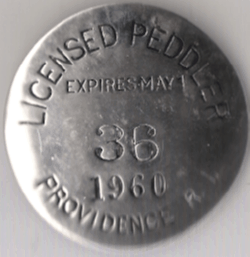 LICENSED PEDDLER
EXPIRES·MAY 1
36
1960
PROVIDENCE R. I.